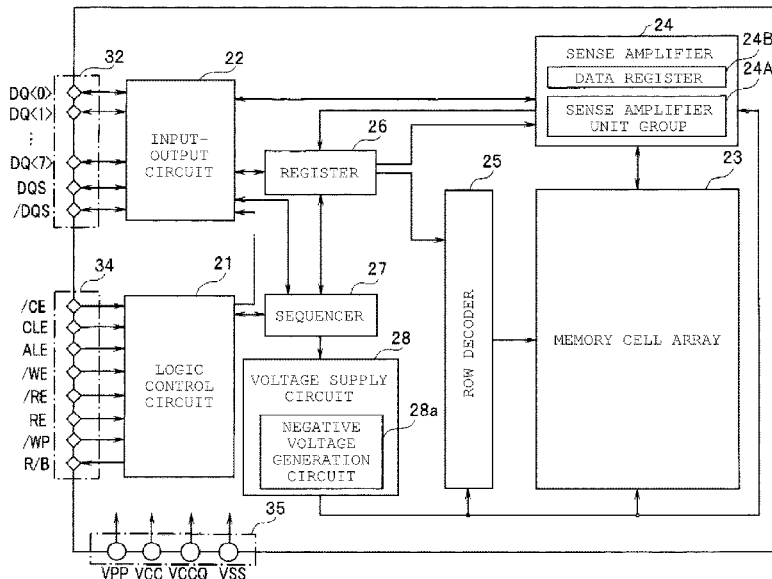 24
SENSE AMPLIFIER
24B
DATA REGISTER
24A
SENSE AMPLIFIER
UNIT GROUP
32
22
DQ<0>
DQ<1>
⋮
DQ<7>
DQS
/DQS
INPUT-
OUTPUT
CIRCUIT
26
REGISTER
25
ROW DECODER
23
MEMORY CELL ARRAY
34
21
/CE
CLE
ALE
/WE
/RE
RE
/WP
R/B
LOGIC
CONTROL
CIRCUIT
27
SEQUENCER
28
VOLTAGE SUPPLY
CIRCUIT
28a
NEGATIVE
VOLTAGE
GENERATION
CIRCUIT
35
VPP VCC VCCQ VSS